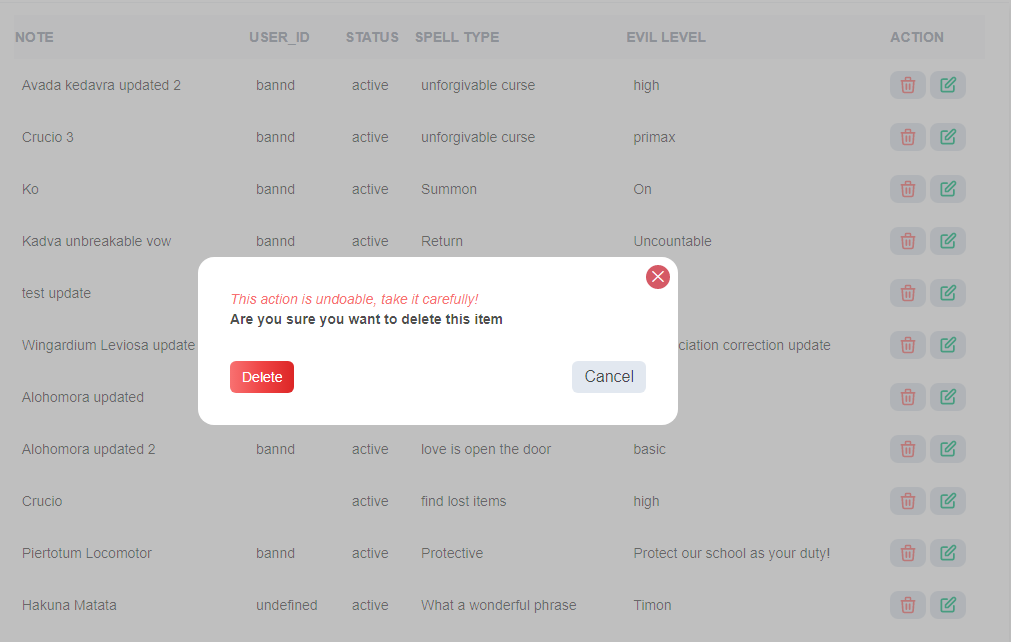 NOTE USER_ID STATUS SPELL TYPE EVIL LEVEL ACTION
Avada kedavra updated 2 bannd active unforgivable curse high
Crucio 3 bannd active unforgivable curse primax
Ko bannd active Summon On
Kadva unbreakable vow bannd active Return Uncountable
test update
This action is undoable, take it carefully!
Are you sure you want to delete this item
Wingardium Leviosa update ciation correction update
Delete Cancel
Alohomora updated
Alohomora updated 2 bannd active love is open the door basic
Crucio active find lost items high
Piertotum Locomotor bannd active Protective Protect our school as your duty!
Hakuna Matata undefined active What a wonderful phrase Timon